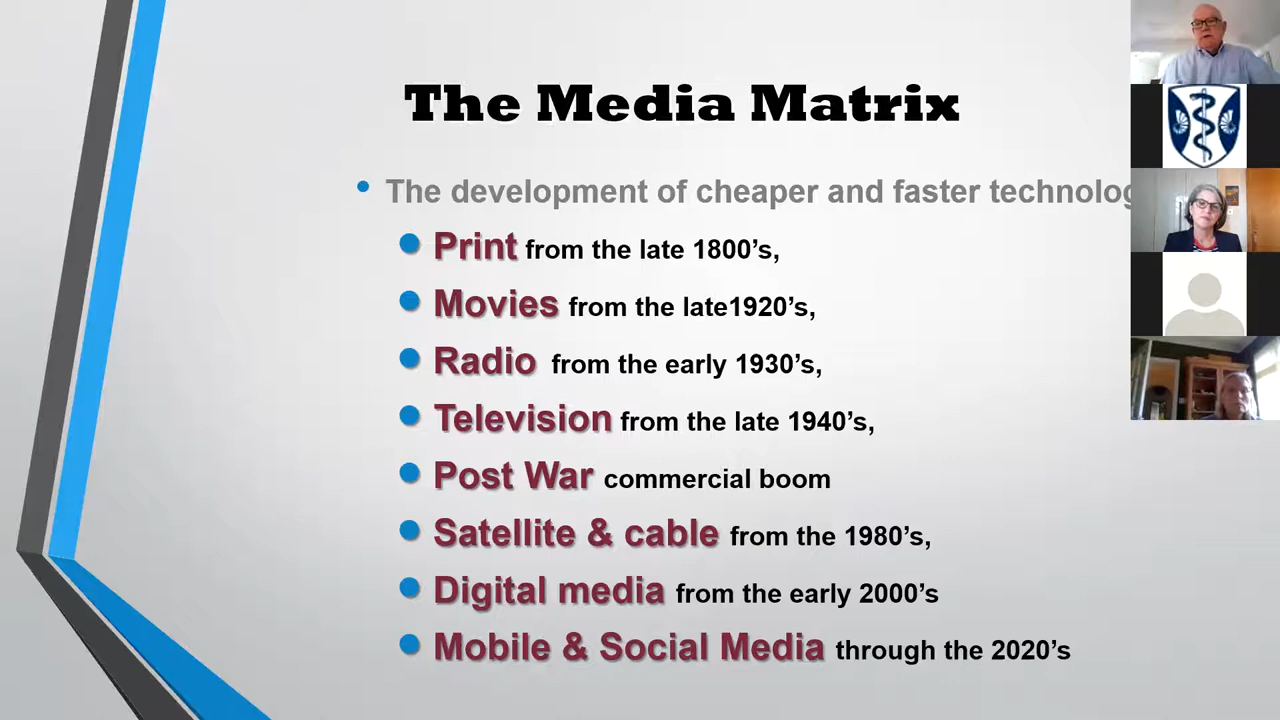 The Media Matrix
• The development of cheaper and faster
• Print from the late 1800’s,
• Movies from the late1920’s,
• Radio from the early 1930’s,
• Television from the late 1940’s,
• Post War commercial boom
• Satellite & cable from the 1980’s,
• Digital media from the early 2000’s
• Mobile & Social Media through the 2020’s